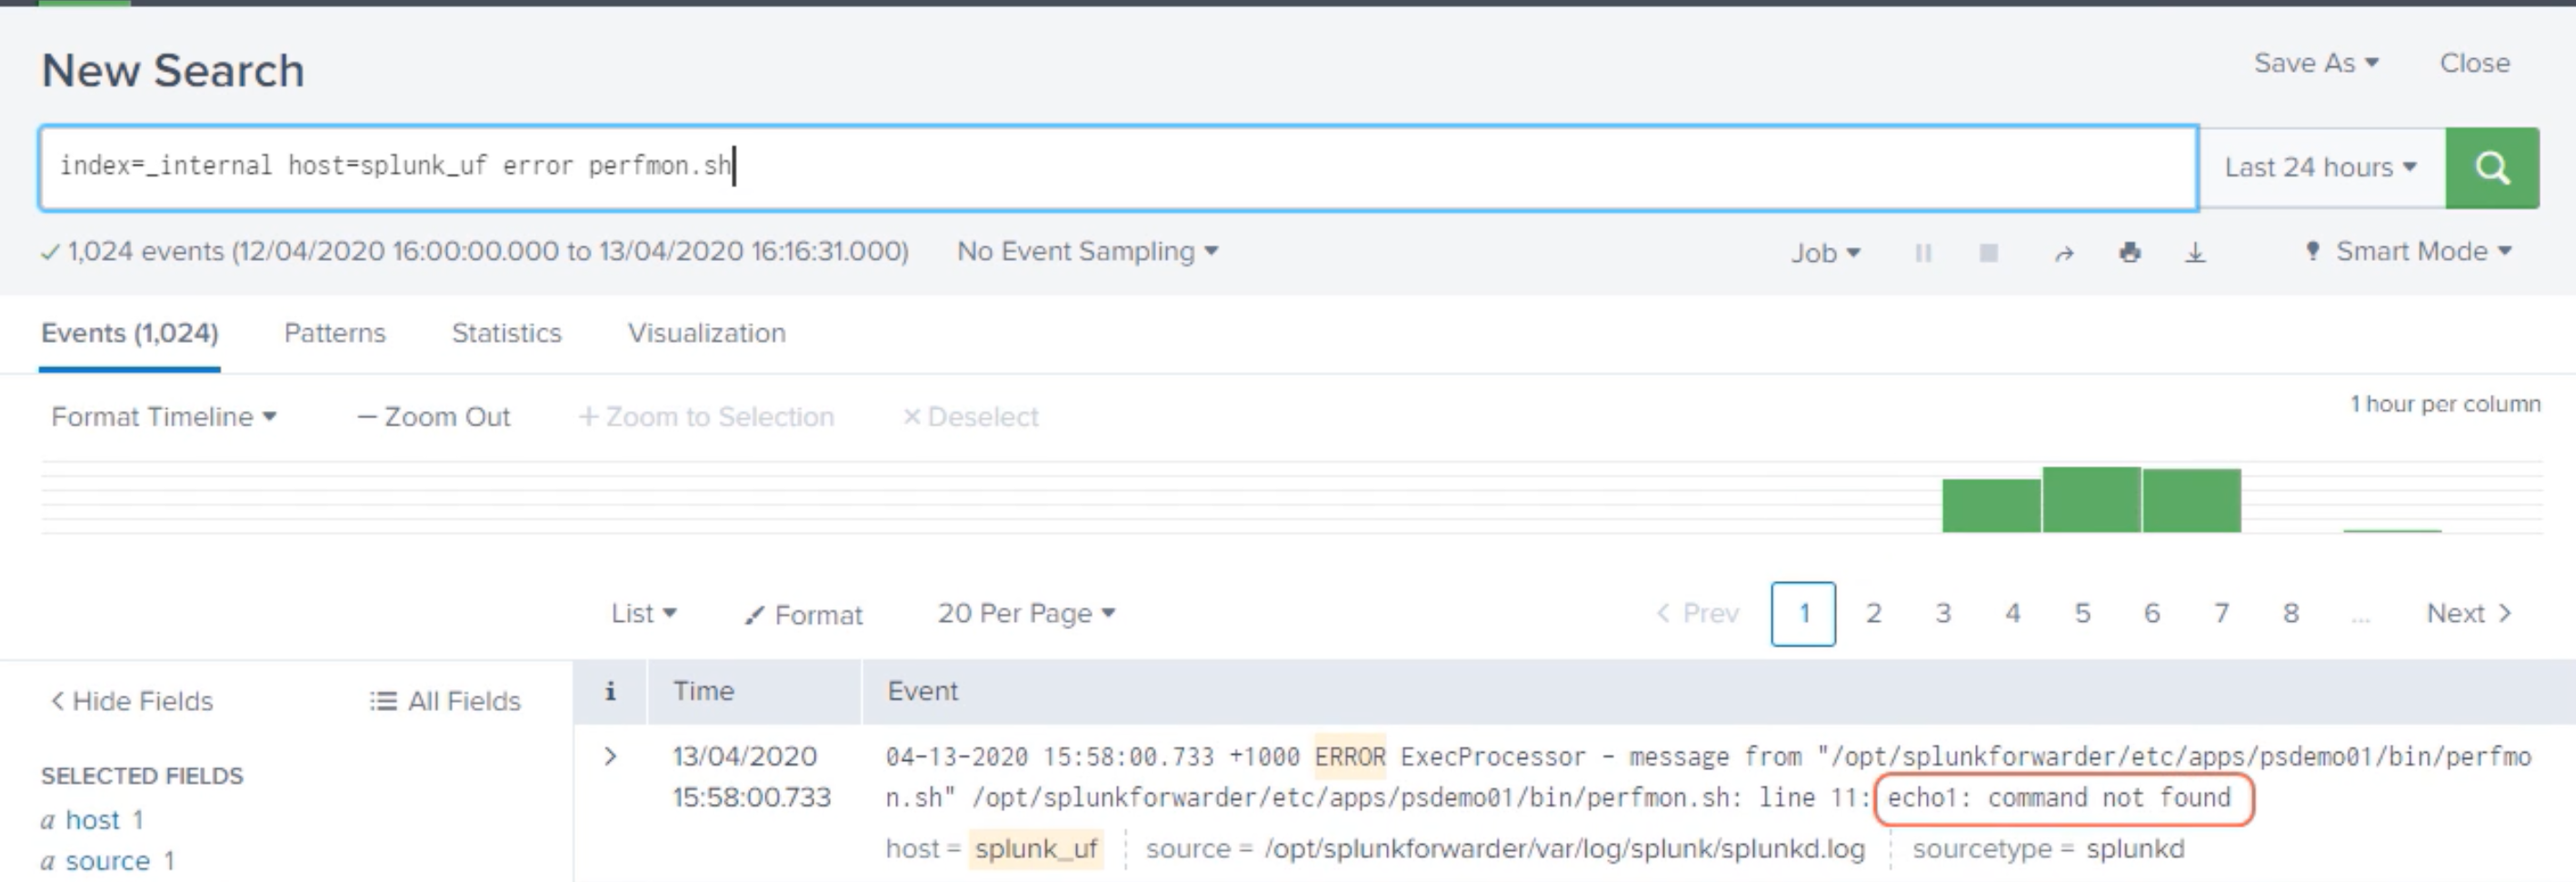 New Search
Save As
Close
index=_internal host=splunk_uf error perfmon.sh
Last 24 hours
1,024 events (12/04/2020 16:00:00.000 to 13/04/2020 16:16:31.000)
No Event Sampling
Job
Smart Mode
Events (1,024)
Patterns
Statistics
Visualization
Format Timeline
— Zoom Out
+ Zoom to Selection
× Deselect
1 hour per column
List
Format
20 Per Page
< Prev
1
2
3
4
5
6
7
8
...
Next >
< Hide Fields
All Fields
i
Time
Event
SELECTED FIELDS
a host 1
a source 1
>
13/04/2020
15:58:00.733
04-13-2020 15:58:00.733 +1000 ERROR ExecProcessor - message from "/opt/splunkforwarder/etc/apps/psdemo01/bin/perfmo
n.sh" /opt/splunkforwarder/etc/apps/psdemo01/bin/perfmon.sh: line 11: echo1: command not found
host = splunk_uf
source = /opt/splunkforwarder/var/log/splunk/splunkd.log
sourcetype = splunkd